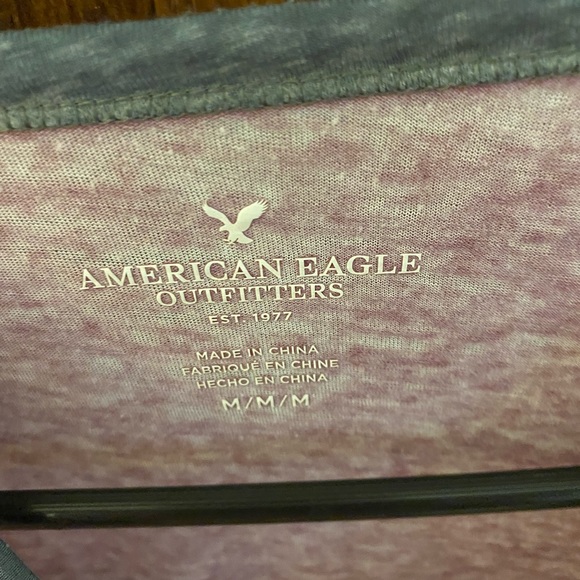 AMERICAN EAGLE
OUTFITTERS
EST. 1977
MADE IN CHINA
FABRIQUÉ EN CHINE
HECHO EN CHINA
M/M/M